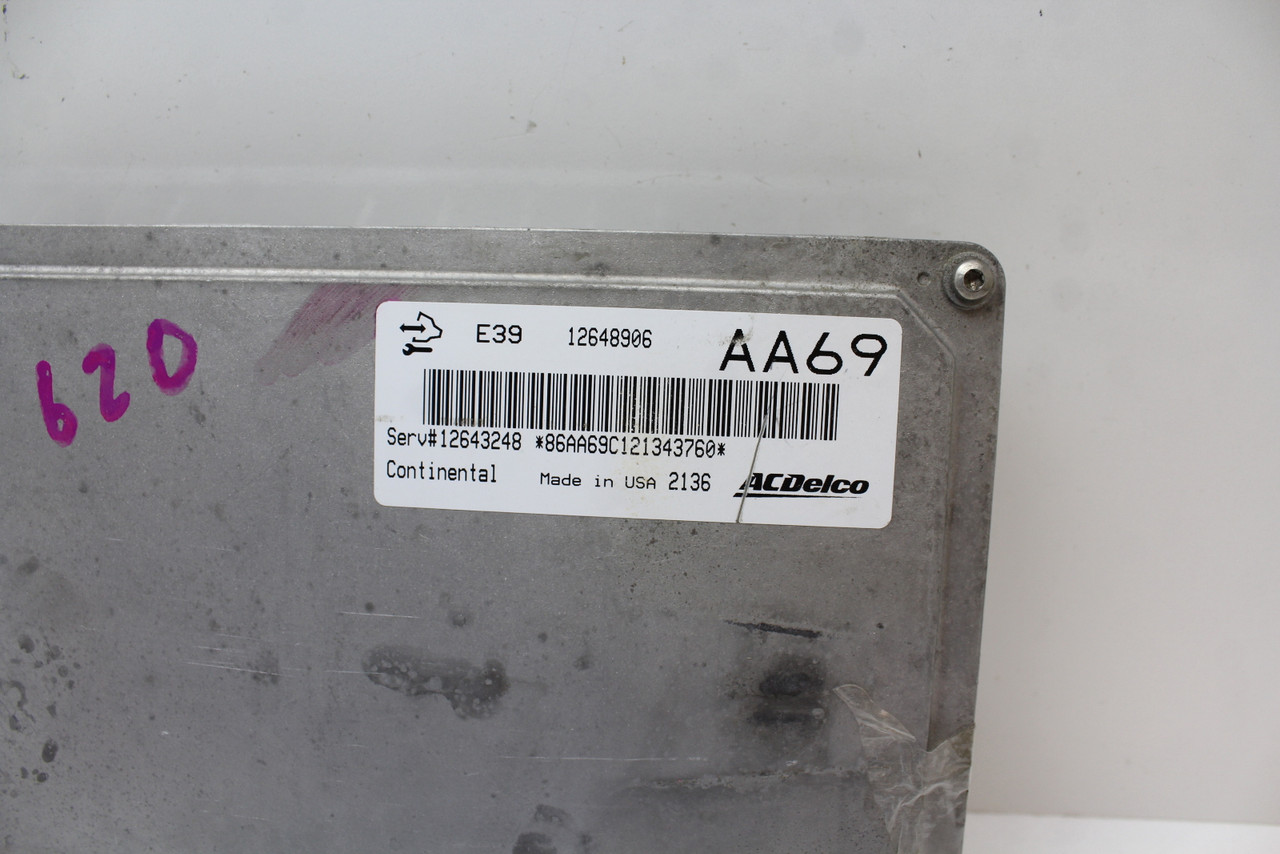 620
E39 12648906 AA69
Serv#12643248 *86AA69C121343760*
Continental Made in USA 2136 ACDelco